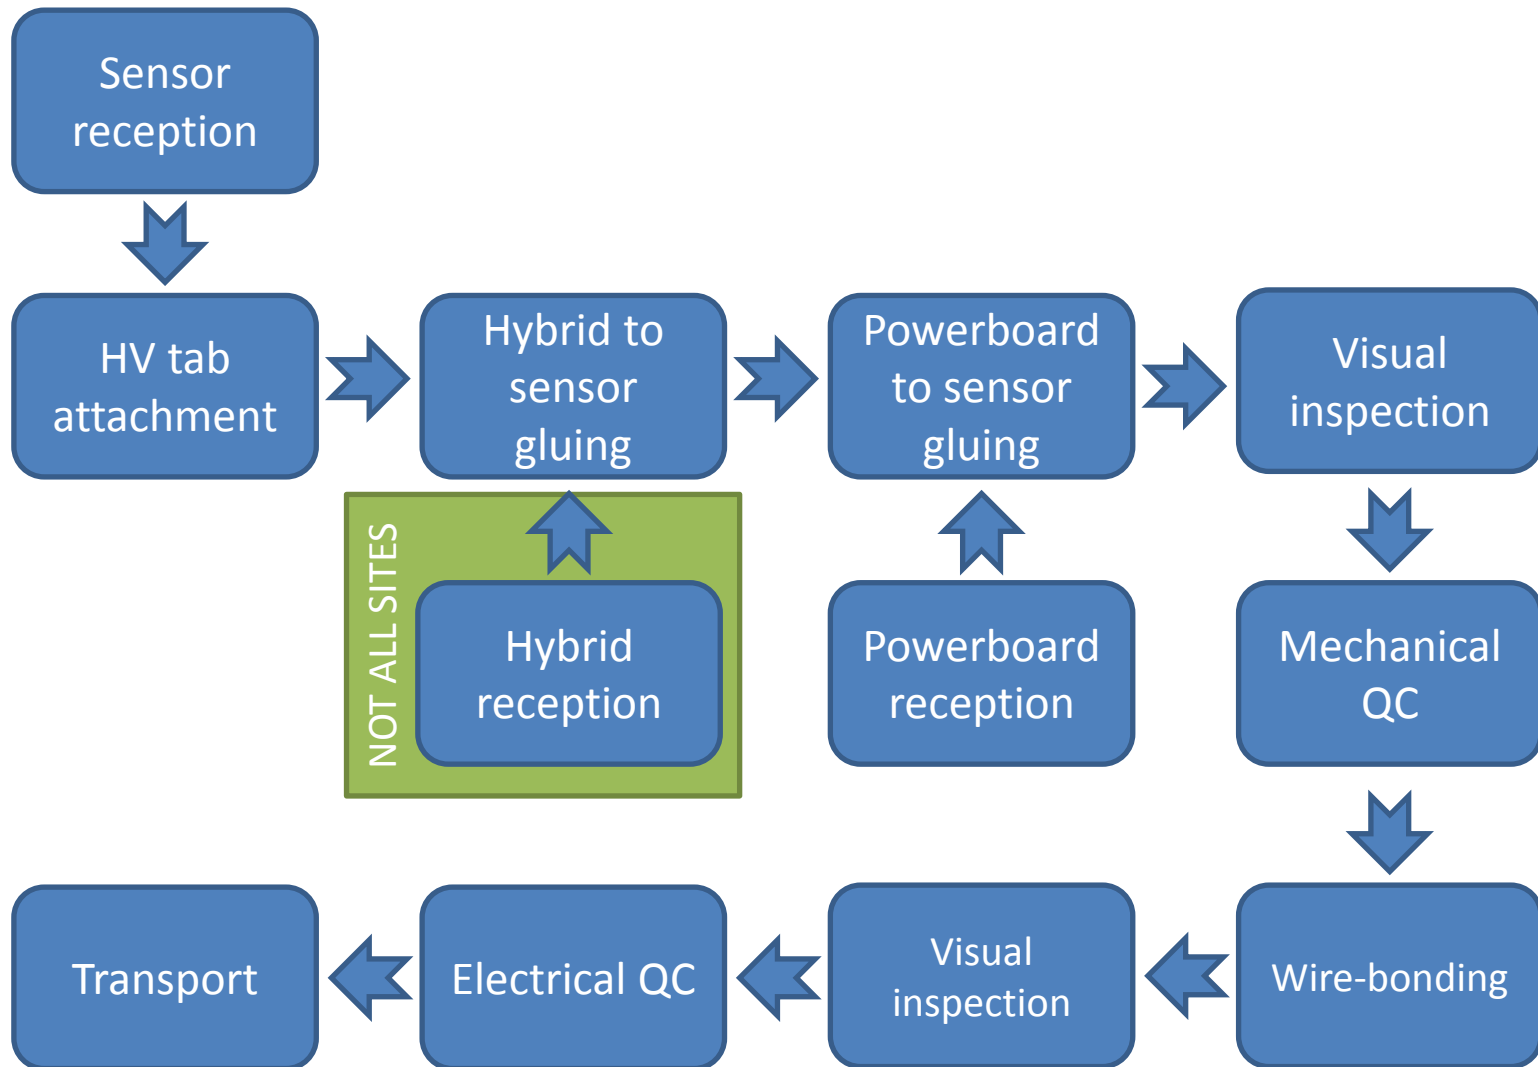 Sensor
reception
HV tab
attachment
Hybrid to
sensor
gluing
Powerboard
to sensor
gluing
Visual
inspection
NOT ALL SITES
Hybrid
reception
Powerboard
reception
Mechanical
QC
Transport
Electrical QC
Visual
inspection
Wire-bonding